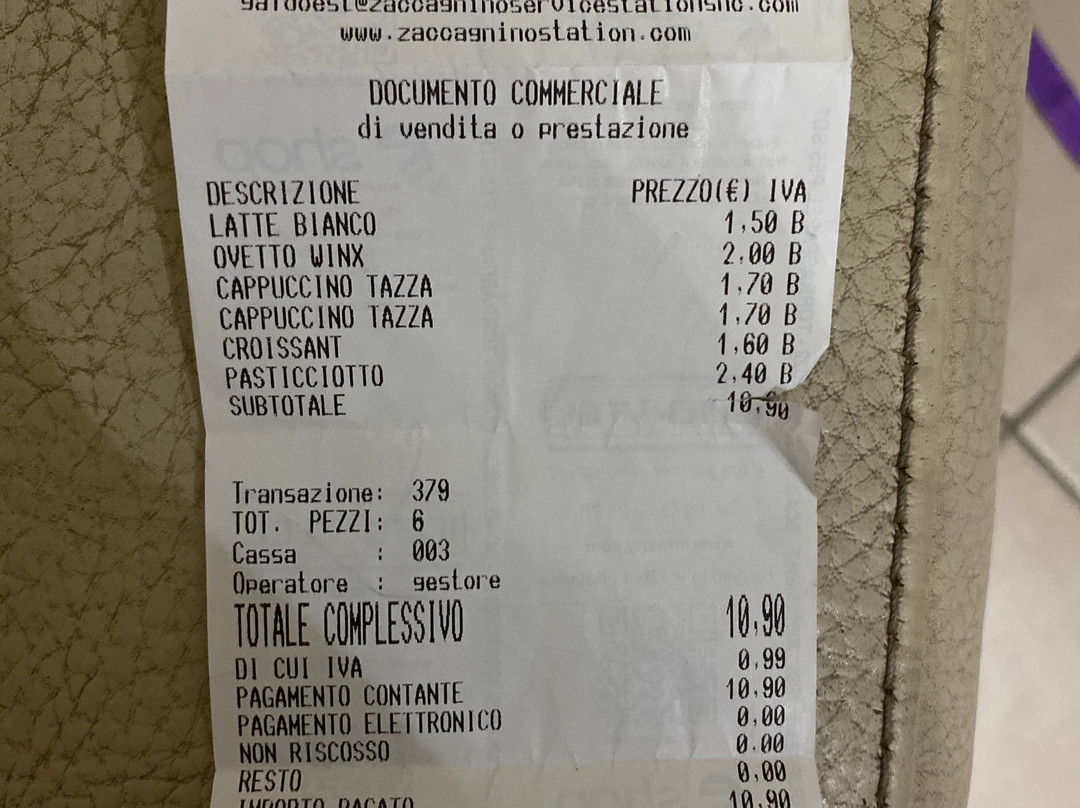 www.zaccagninostation.com
DOCUMENTO COMMERCIALE
di vendita o prestazione
DESCRIZIONE PREZZO(€) IVA
LATTE BIANCO 1,50 B
OVETTO WINX 2,00 B
CAPPUCCINO TAZZA 1,70 B
CAPPUCCINO TAZZA 1,70 B
CROISSANT 1,60 B
PASTICCIOTTO 2,40 B
SUBTOTALE 10,90
Transazione: 379
TOT. PEZZI: 6
Cassa : 003
Operatore : gestore
TOTALE COMPLESSIVO 10,90
DI CUI IVA 0,99
PAGAMENTO CONTANTE 10,90
PAGAMENTO ELETTRONICO 0,00
NON RISCOSSO 0.00
RESTO 0,00
IMPORTO PAGATO 10,90